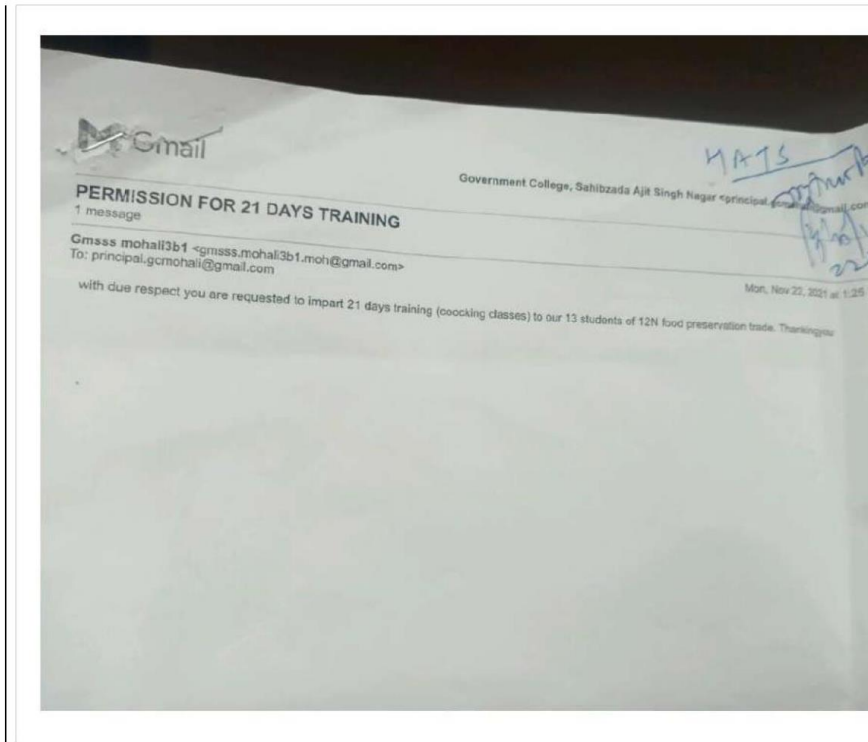 Gmail
HATS
Government College, Sahibzada Ajit Singh Nagar
PERMISSION FOR 21 DAYS TRAINING
1 message
Gmsss mohali3b1 <gmsss.mohali3b1.moh@gmail.com>
To: principal.gcmohali@gmail.com
Mon, Nov 22, 2021 at 1:25
with due respect you are requested to impart 21 days training (coocking classes) to our 13 students of 12N food preservation trade. Thankingyou